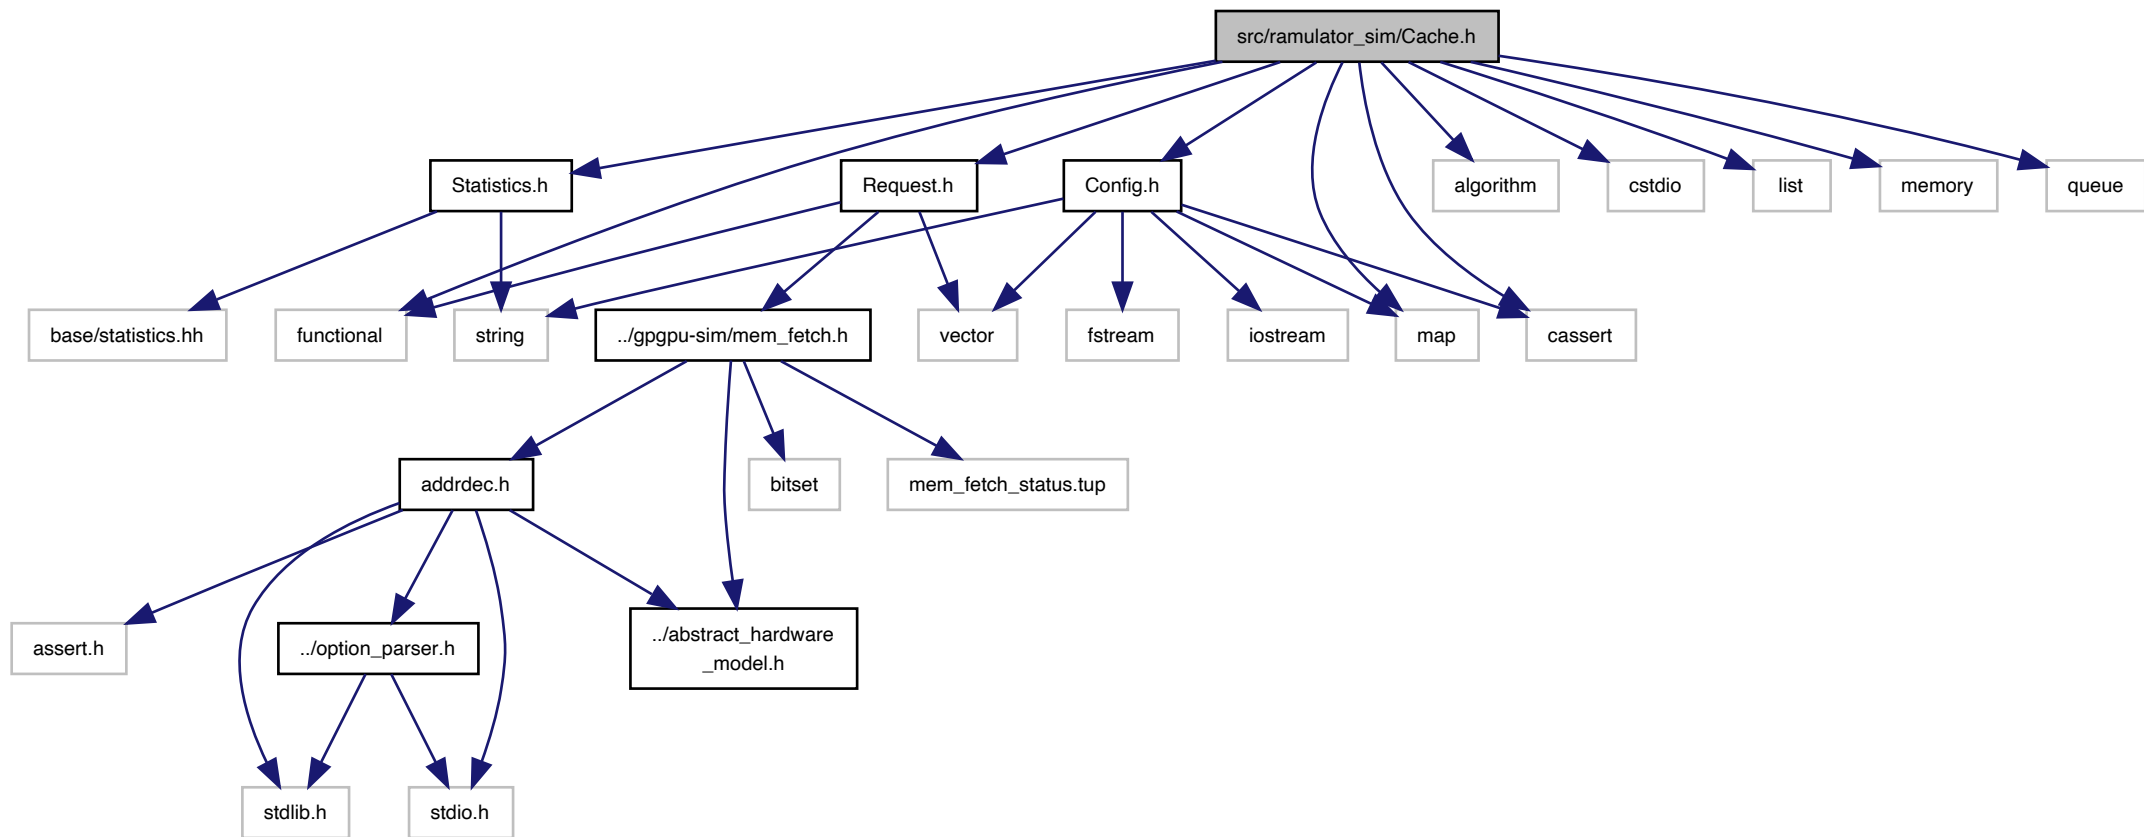 src/ramulator_sim/Cache.h
Statistics.h
Request.h
Config.h
algorithm
cstdio
list
memory
queue
base/statistics.hh
functional
string
../gpgpu-sim/mem_fetch.h
vector
fstream
iostream
map
cassert
addrdec.h
bitset
mem_fetch_status.tup
assert.h
../option_parser.h
../abstract_hardware
_model.h
stdlib.h
stdio.h